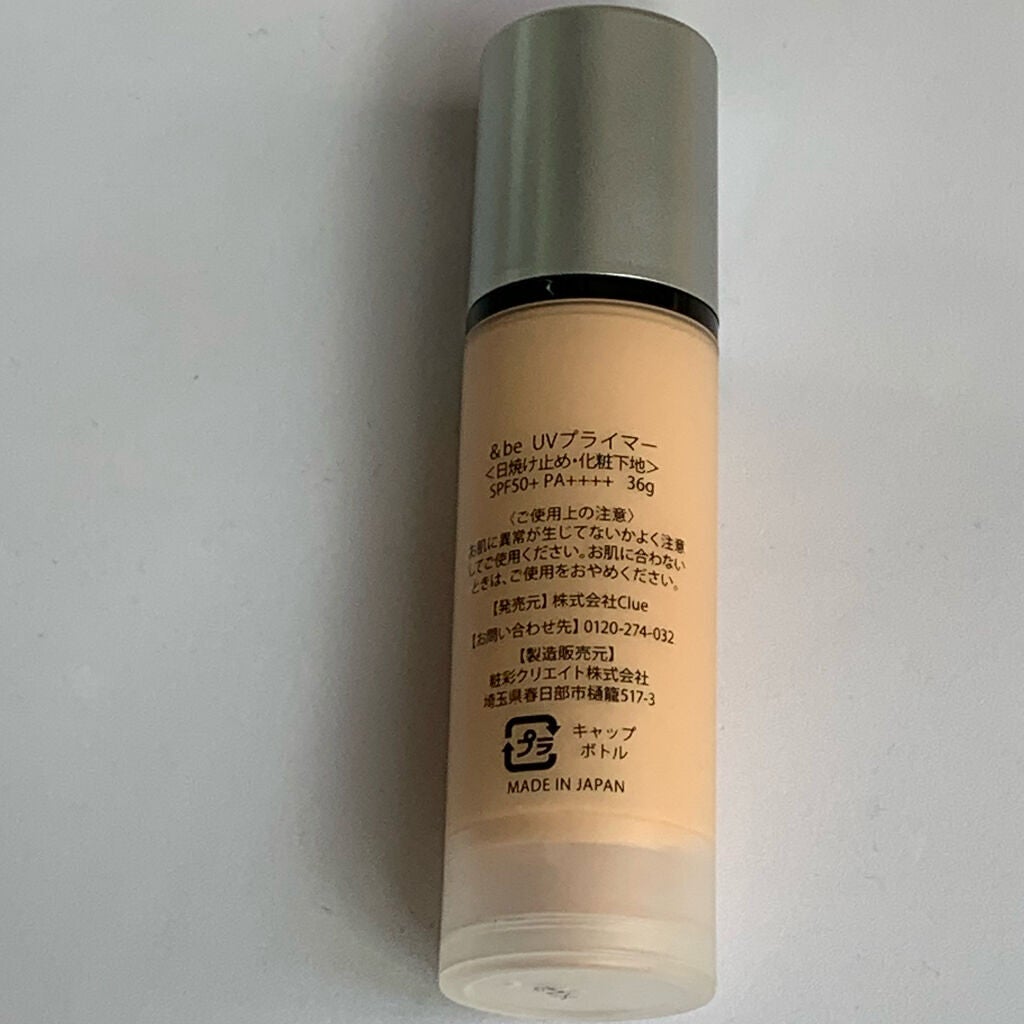 &be UVプライマー
<日焼け止め・化粧下地>
SPF50+ PA++++ 36g
〈ご使用上の注意〉
お肌に異常が生じてないかよく注意
してご使用ください。お肌に合わない
ときは、ご使用をおやめください。
【発売元】株式会社Clue
【お問い合わせ先】0120-274-032
【製造販売元】
粧彩クリエイト株式会社
埼玉県春日部市樋籠517-3
プラ
キャップ
ボトル
MADE IN JAPAN